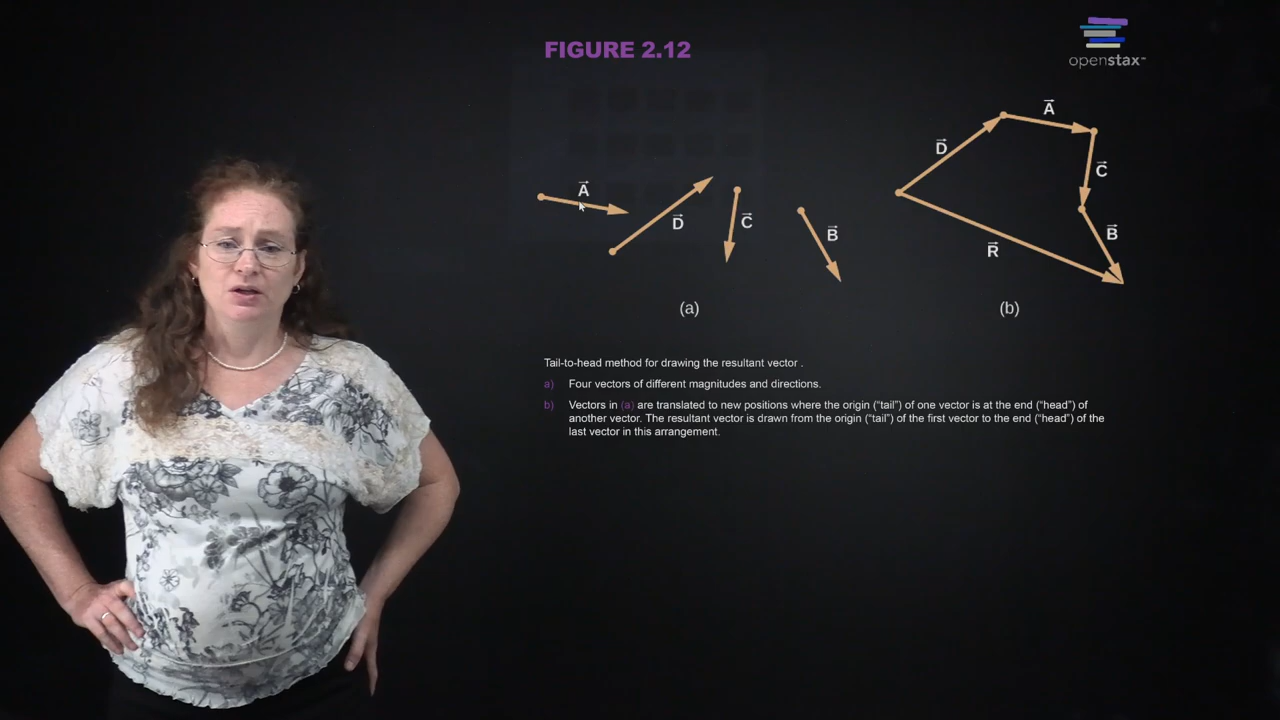 FIGURE 2.12
openstax™
A⃗
D⃗
C⃗
B⃗
(a)
D⃗
A⃗
C⃗
B⃗
R⃗
(b)
Tail-to-head method for drawing the resultant vector .
a) Four vectors of different magnitudes and directions.
b) Vectors in (a) are translated to new positions where the origin (“tail”) of one vector is at the end (“head”) of
another vector. The resultant vector is drawn from the origin (“tail”) of the first vector to the end (“head”) of the
last vector in this arrangement.